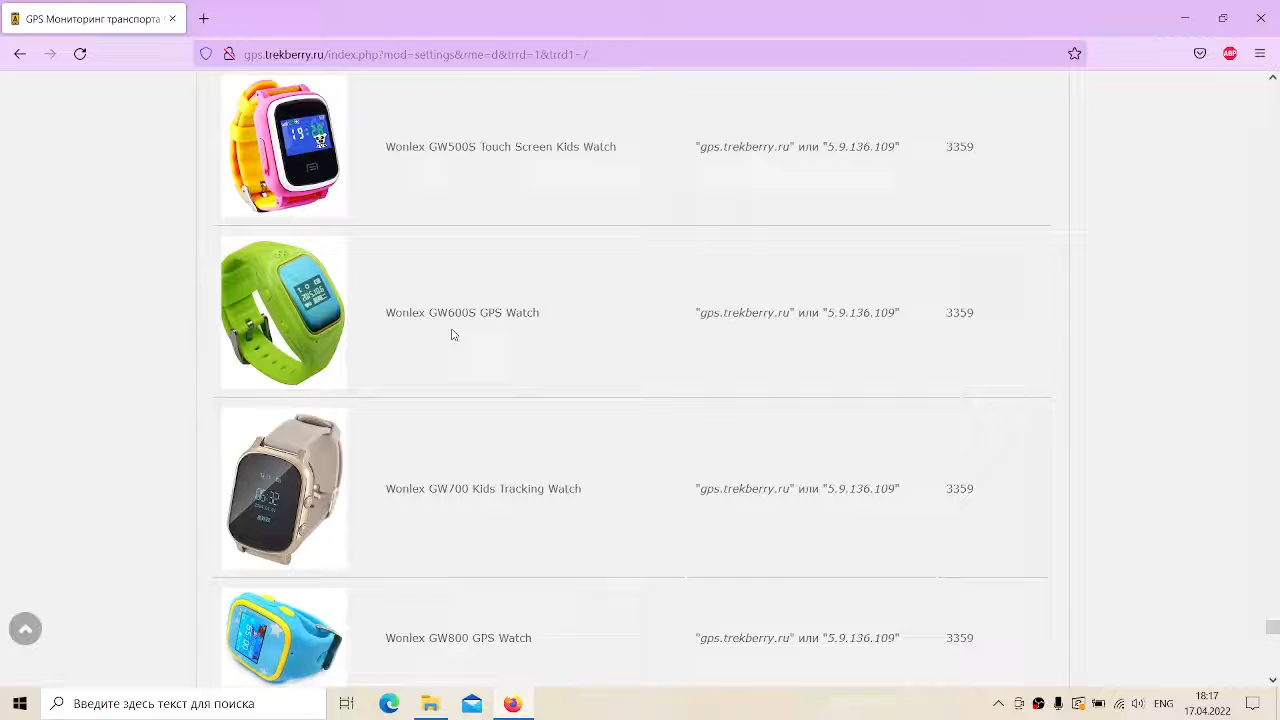 GPS Мониторинг транспорта
gps.trekberry.ru/index.php?mod=settings&rme=d&trrd=1&trrd1=/
ABP
Wonlex GW500S Touch Screen Kids Watch "gps.trekberry.ru" или "5.9.136.109" 3359
Wonlex GW600S GPS Watch "gps.trekberry.ru" или "5.9.136.109" 3359
Wonlex GW700 Kids Tracking Watch "gps.trekberry.ru" или "5.9.136.109" 3359
Wonlex GW800 GPS Watch "gps.trekberry.ru" или "5.9.136.109" 3359
Введите здесь текст для поиска
ENG
18:17
17.04.2022